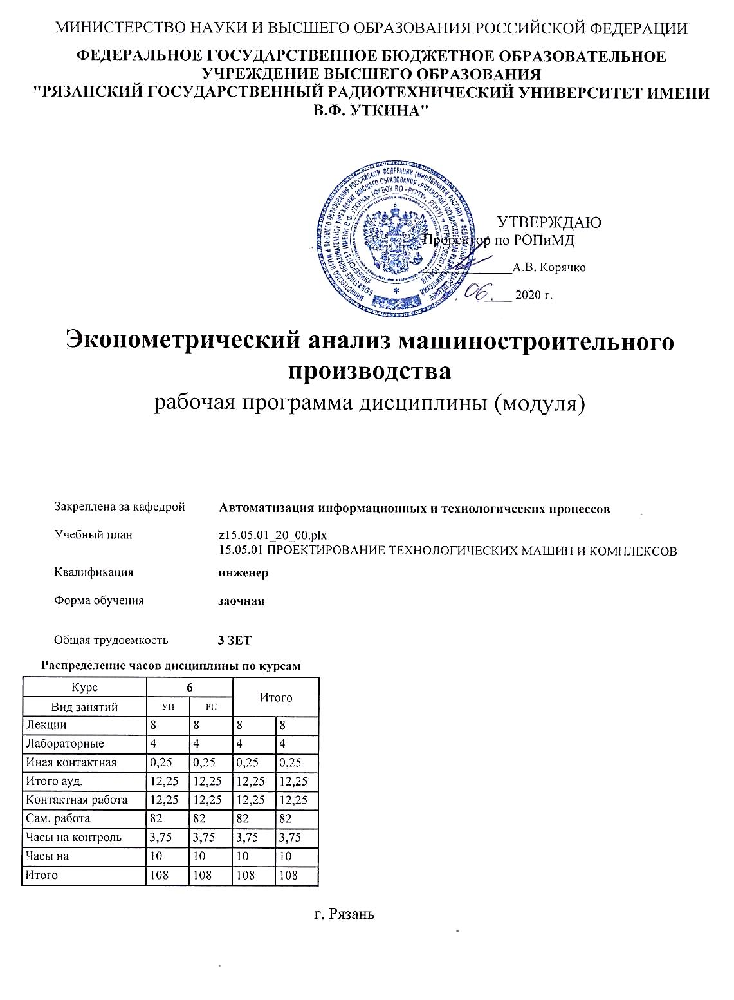 МИНИСТЕРСТВО НАУКИ И ВЫСШЕГО ОБРАЗОВАНИЯ РОССИЙСКОЙ ФЕДЕРАЦИИ
ФЕДЕРАЛЬНОЕ ГОСУДАРСТВЕННОЕ БЮДЖЕТНОЕ ОБРАЗОВАТЕЛЬНОЕ
УЧРЕЖДЕНИЕ ВЫСШЕГО ОБРАЗОВАНИЯ
"РЯЗАНСКИЙ ГОСУДАРСТВЕННЫЙ РАДИОТЕХНИЧЕСКИЙ УНИВЕРСИТЕТ ИМЕНИ
В.Ф. УТКИНА"
УТВЕРЖДАЮ
Проректор по РОПиМД
А.В. Корячко
06. 2020 г.
Эконометрический анализ машиностроительного
производства
рабочая программа дисциплины (модуля)
Закреплена за кафедрой Автоматизация информационных и технологических процессов
Учебный план z15.05.01_20_00.plx
15.05.01 ПРОЕКТИРОВАНИЕ ТЕХНОЛОГИЧЕСКИХ МАШИН И КОМПЛЕКСОВ
Квалификация инженер
Форма обучения заочная
Общая трудоемкость 3 ЗЕТ
Распределение часов дисциплины по курсам
Курс 6 Итого
Вид занятий УП РП
Лекции 8 8 8 8
Лабораторные 4 4 4 4
Иная контактная 0,25 0,25 0,25 0,25
Итого ауд. 12,25 12,25 12,25 12,25
Контактная работа 12,25 12,25 12,25 12,25
Сам. работа 82 82 82 82
Часы на контроль 3,75 3,75 3,75 3,75
Часы на 10 10 10 10
Итого 108 108 108 108
г. Рязань